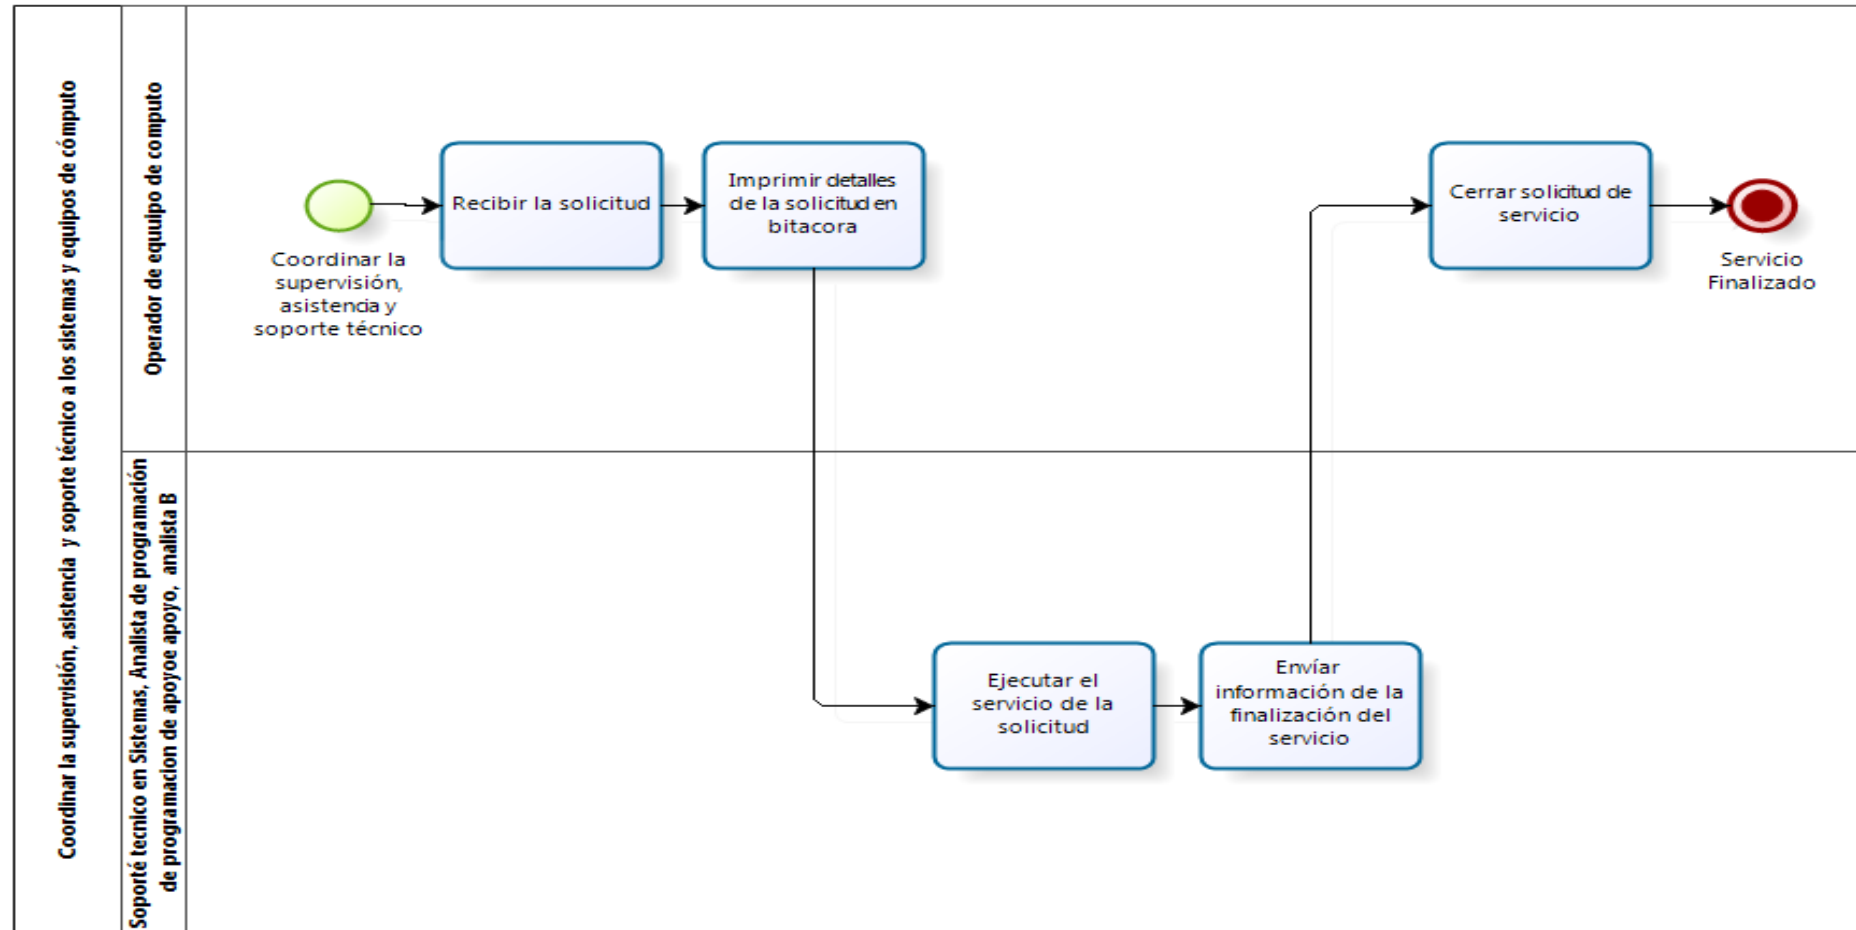 Coordinar la supervisión, asistencia y soporte técnico a los sistemas y equipos de cómputo
Operador de equipo de computo
Coordinar la
supervisión,
asistencia y
soporte técnico
Recibir la solicitud
Imprimir detalles
de la solicitud en
bitacora
Cerrar solicitud de
servicio
Servicio
Finalizado
Soporté tecnico en Sistemas, Analista de programación
de programacion de apoyoe apoyo, analista B
Ejecutar el
servicio de la
solicitud
Envíar
información de la
finalización del
servicio